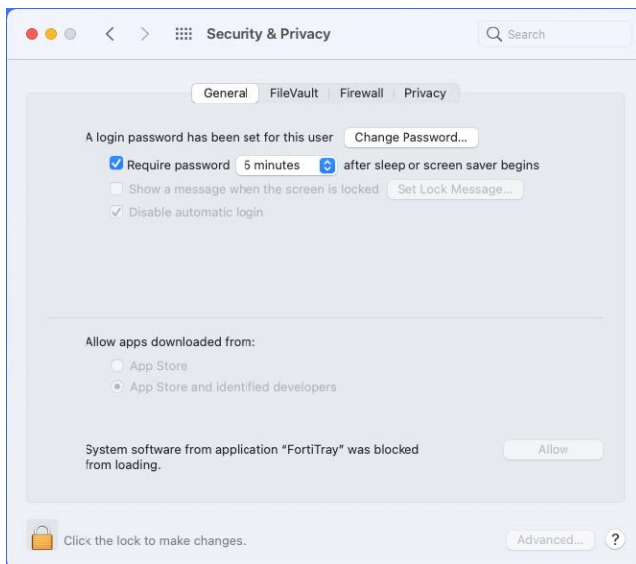 Security & Privacy
Search
General FileVault Firewall Privacy
A login password has been set for this user Change Password...
Require password 5 minutes after sleep or screen saver begins
Show a message when the screen is locked Set Lock Message...
Disable automatic login
Allow apps downloaded from:
App Store
App Store and identified developers
System software from application “FortiTray” was blocked Allow
from loading.
Click the lock to make changes. Advanced... ?